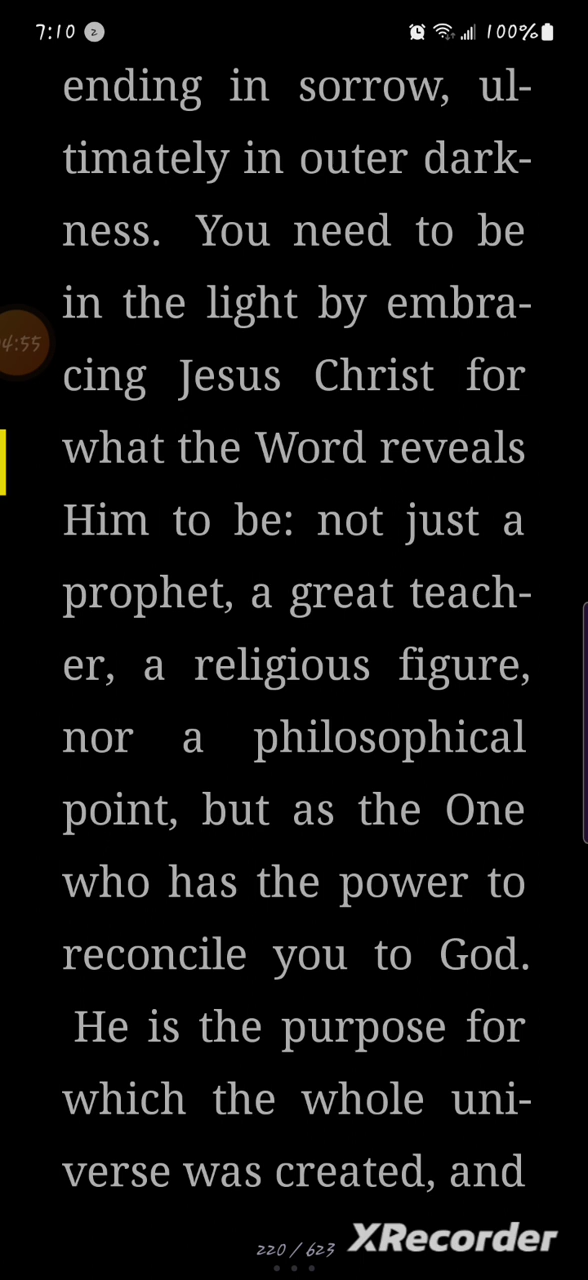 7:10 2 100%
ending in sorrow, ul-
timately in outer dark-
ness. You need to be
in the light by embra-
4:55
cing Jesus Christ for
what the Word reveals
Him to be: not just a
prophet, a great teach-
er, a religious figure,
nor a philosophical
point, but as the One
who has the power to
reconcile you to God.
He is the purpose for
which the whole uni-
verse was created, and
220 / 623
XRecorder